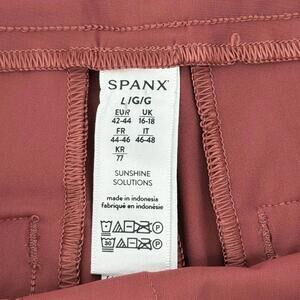 SPANX
L/G/G
EUR UK
42-44 16-18
FR IT
44-46 46-48
KR
77
SUNSHINE
SOLUTIONS
made in indonesia
fabriqué en indonésie
30